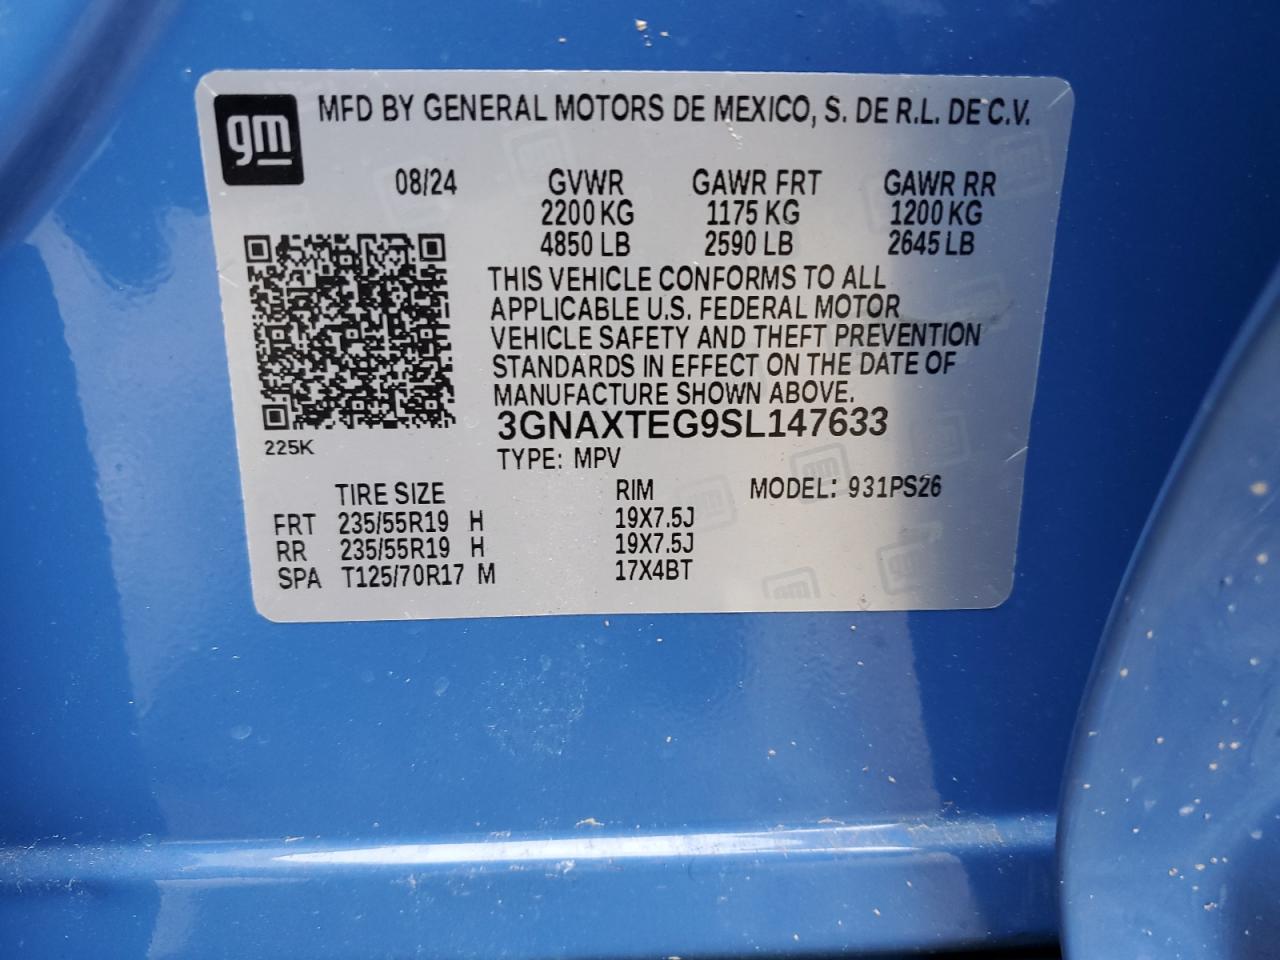 gm
MFD BY GENERAL MOTORS DE MEXICO, S. DE R.L. DE C.V.
08/24 GVWR GAWR FRT GAWR RR
2200 KG 1175 KG 1200 KG
4850 LB 2590 LB 2645 LB
THIS VEHICLE CONFORMS TO ALL
APPLICABLE U.S. FEDERAL MOTOR
VEHICLE SAFETY AND THEFT PREVENTION
STANDARDS IN EFFECT ON THE DATE OF
MANUFACTURE SHOWN ABOVE.
3GNAXTEG9SL147633
225K
TYPE: MPV
TIRE SIZE RIM MODEL: 931PS26
FRT 235/55R19 H 19X7.5J
RR 235/55R19 H 19X7.5J
SPA T125/70R17 M 17X4BT